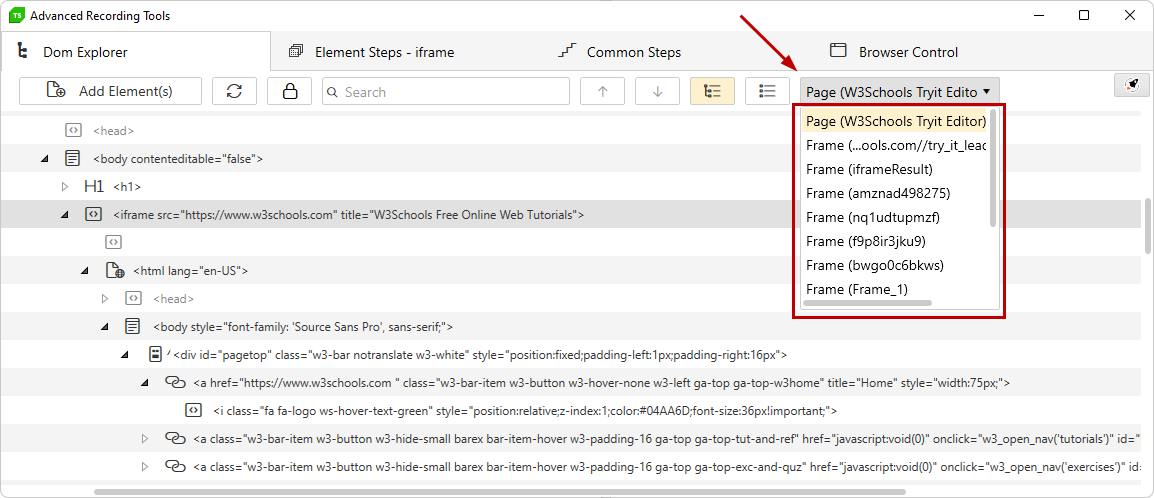 TS Advanced Recording Tools
Dom Explorer
Element Steps - iframe
Common Steps
Browser Control
Add Element(s)
Search
Page (W3Schools Tryit Edito
<head>
<body contenteditable="false">
H1 <h1>
<iframe src="https://www.w3schools.com" title="W3Schools Free Online Web Tutorials">
<html lang="en-US">
<head>
<body style="font-family: 'Source Sans Pro', sans-serif;">
<div id="pagetop" class="w3-bar notranslate w3-white" style="position:fixed;padding-left:1px;padding-right:16px">
<a href="https://www.w3schools.com " class="w3-bar-item w3-button w3-hover-none w3-left ga-top ga-top-w3home" title="Home" style="width:75px;">
<i class="fa fa-logo ws-hover-text-green" style="position:relative;z-index:1;color:#04AA6D;font-size:36px!important;">
<a class="w3-bar-item w3-button w3-hide-small barex bar-item-hover w3-padding-16 ga-top ga-top-tut-and-ref" href="javascript:void(0)" onclick="w3_open_nav('tutorials')" id="
<a class="w3-bar-item w3-button w3-hide-small barex bar-item-hover w3-padding-16 ga-top ga-top-exc-and-quz" href="javascript:void(0)" onclick="w3_open_nav('exercises')" id
Page (W3Schools Tryit Editor)
Frame (...ools.com//try_it_leac
Frame (iframeResult)
Frame (amznad498275)
Frame (nq1udtupmzf)
Frame (f9p8ir3jku9)
Frame (bwgo0c6bkws)
Frame (Frame_1)